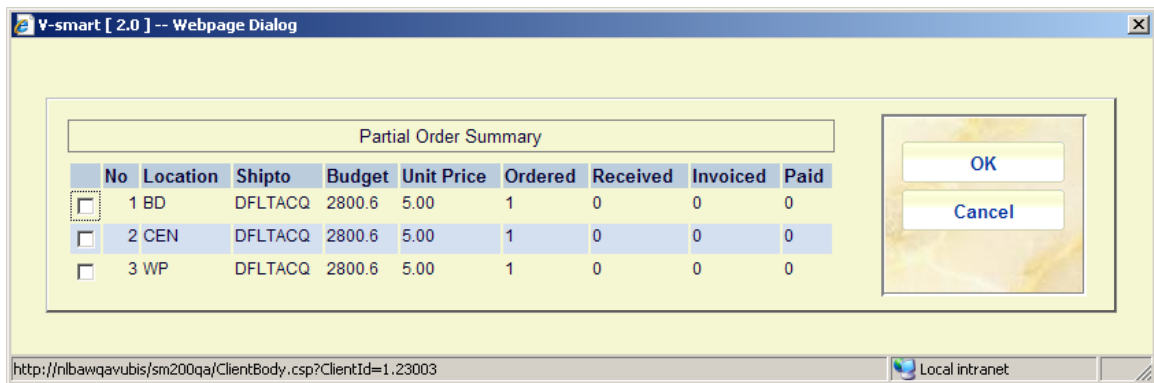 V-smart [ 2.0 ] -- Webpage Dialog
Partial Order Summary
No Location Shipto Budget Unit Price Ordered Received Invoiced Paid
1 BD DFLTACQ 2800.6 5.00 1 0 0 0
2 CEN DFLTACQ 2800.6 5.00 1 0 0 0
3 WP DFLTACQ 2800.6 5.00 1 0 0 0
OK
Cancel
http://nlbawqavubis/sm200qa/ClientBody.csp?ClientId=1.23003
Local intranet